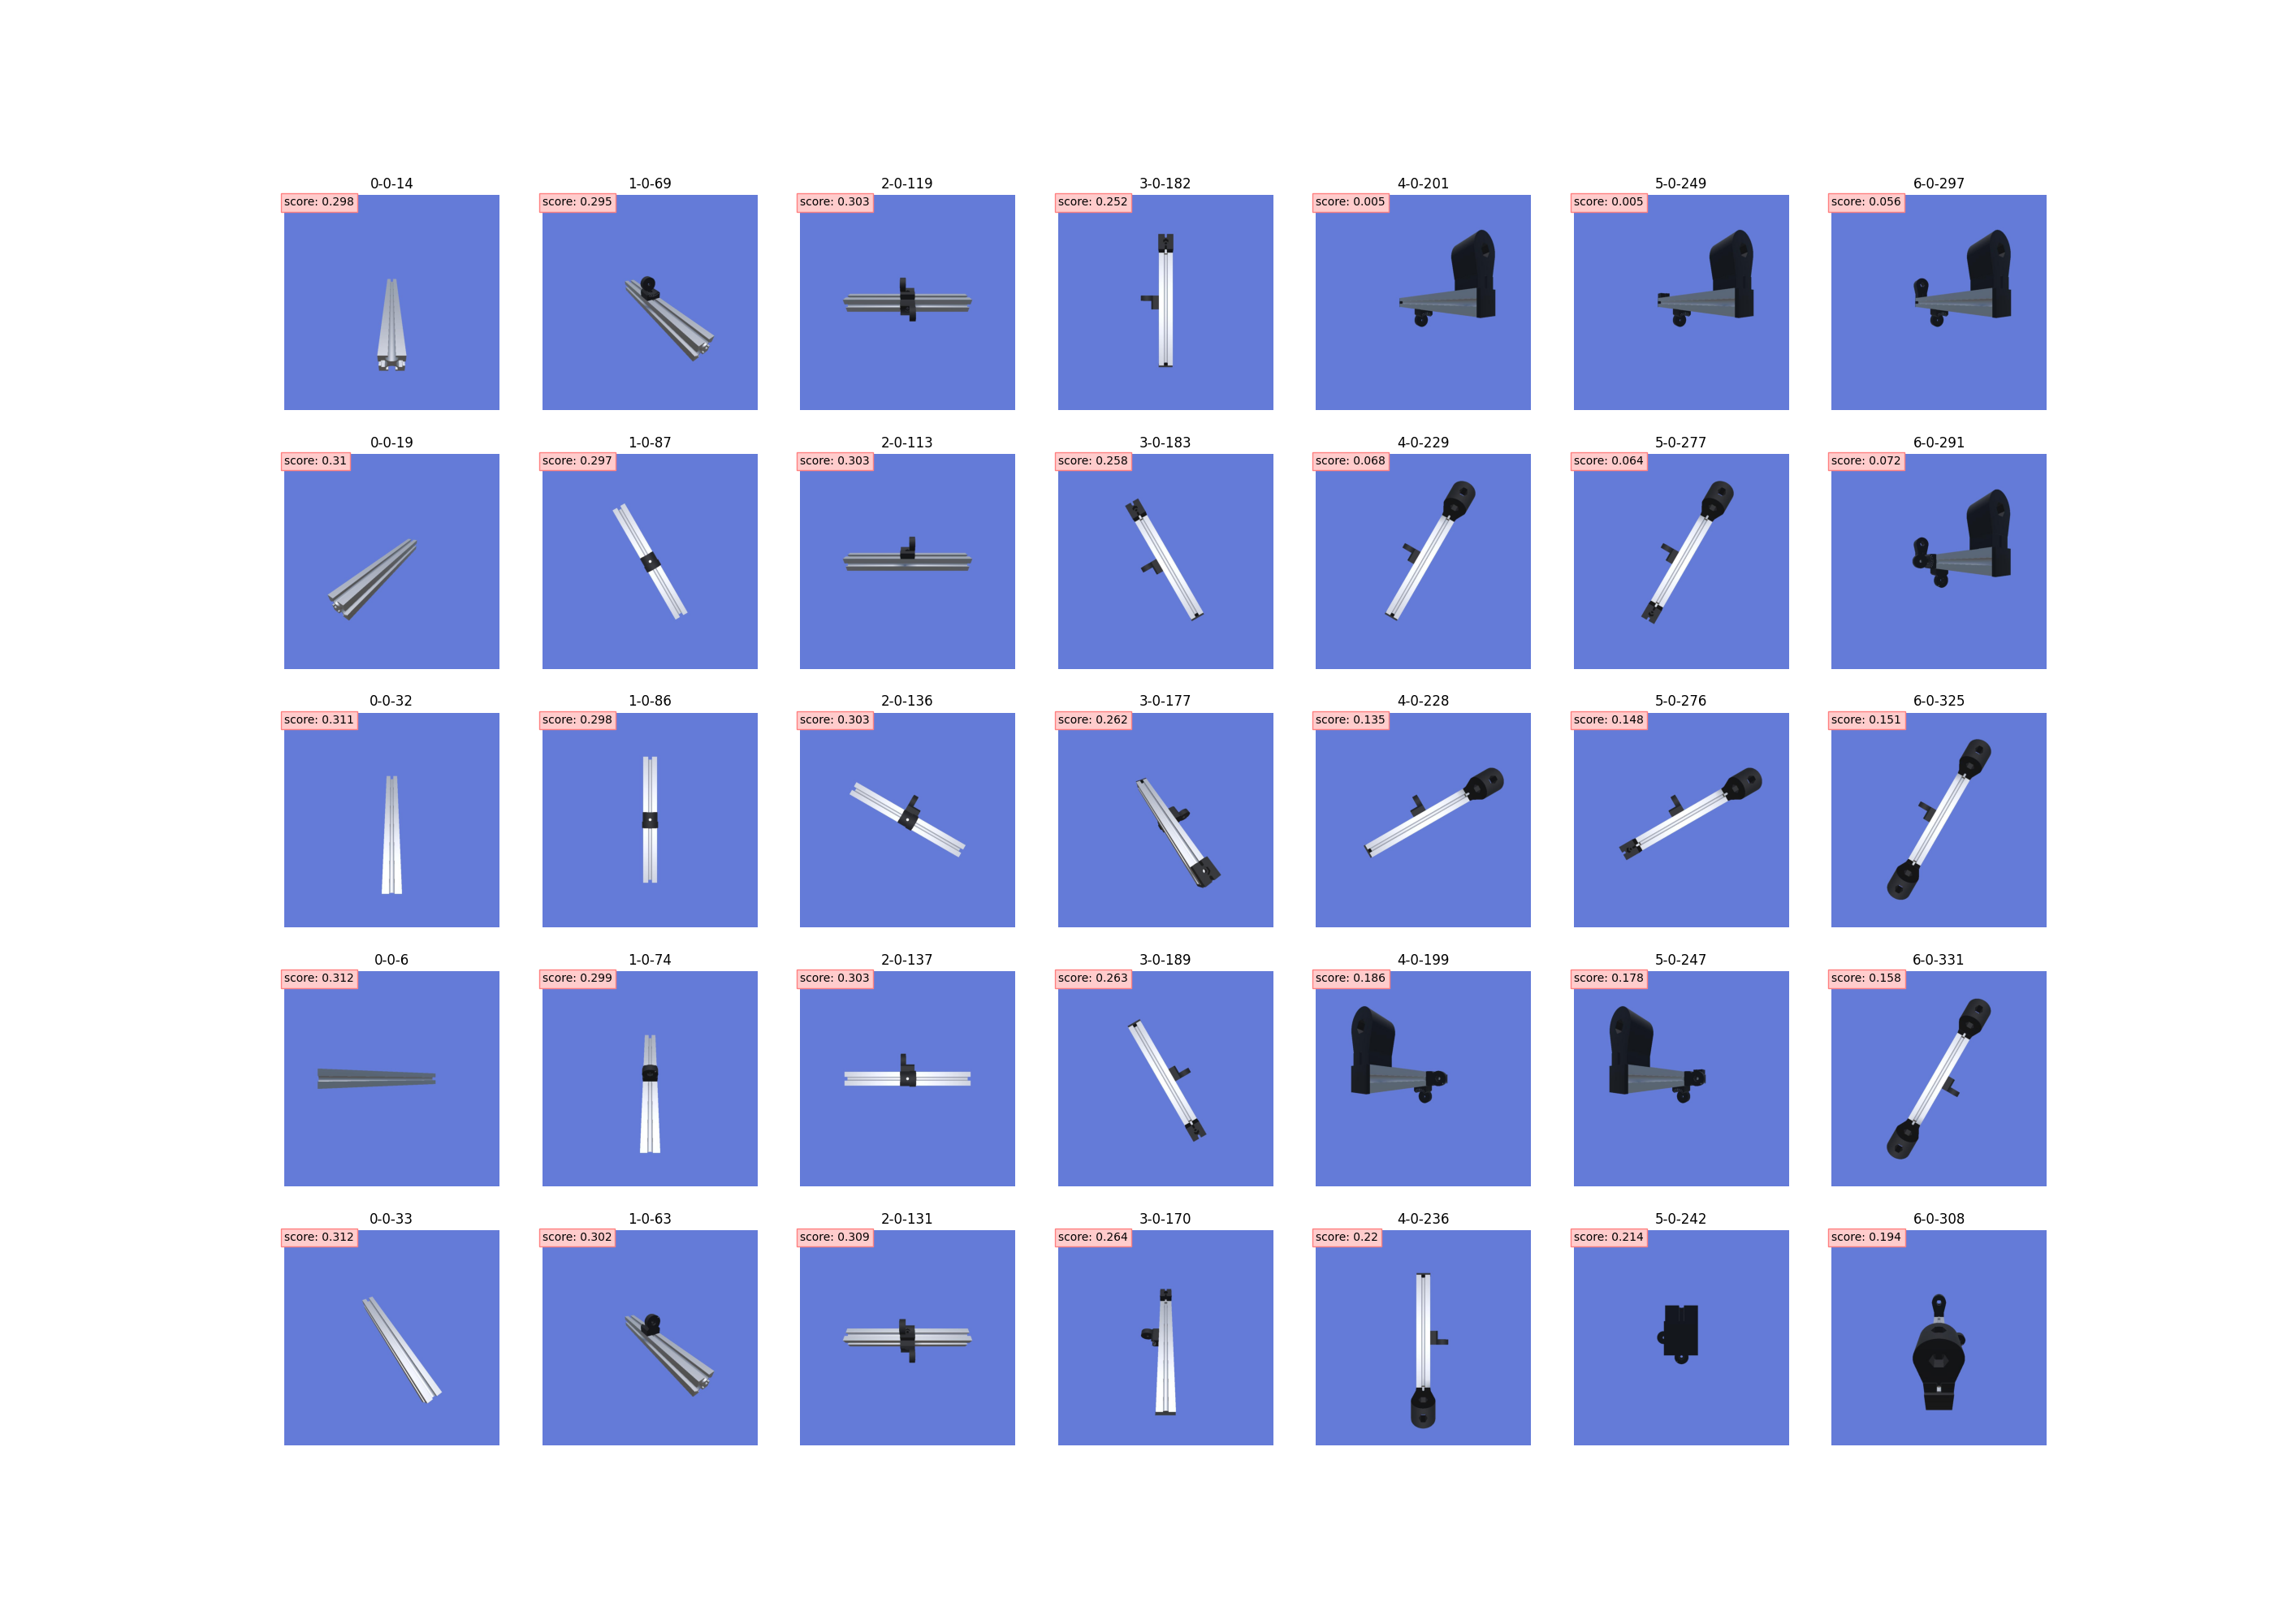 0-0-14 1-0-69 2-0-119 3-0-182 4-0-201 5-0-249 6-0-297
score: 0.298 score: 0.295 score: 0.303 score: 0.252 score: 0.005 score: 0.005 score: 0.056
0-0-19 1-0-87 2-0-113 3-0-183 4-0-229 5-0-277 6-0-291
score: 0.31 score: 0.297 score: 0.303 score: 0.258 score: 0.068 score: 0.064 score: 0.072
0-0-32 1-0-86 2-0-136 3-0-177 4-0-228 5-0-276 6-0-325
score: 0.311 score: 0.298 score: 0.303 score: 0.262 score: 0.135 score: 0.148 score: 0.151
0-0-6 1-0-74 2-0-137 3-0-189 4-0-199 5-0-247 6-0-331
score: 0.312 score: 0.299 score: 0.303 score: 0.263 score: 0.186 score: 0.178 score: 0.158
0-0-33 1-0-63 2-0-131 3-0-170 4-0-236 5-0-242 6-0-308
score: 0.312 score: 0.302 score: 0.309 score: 0.264 score: 0.22 score: 0.214 score: 0.194